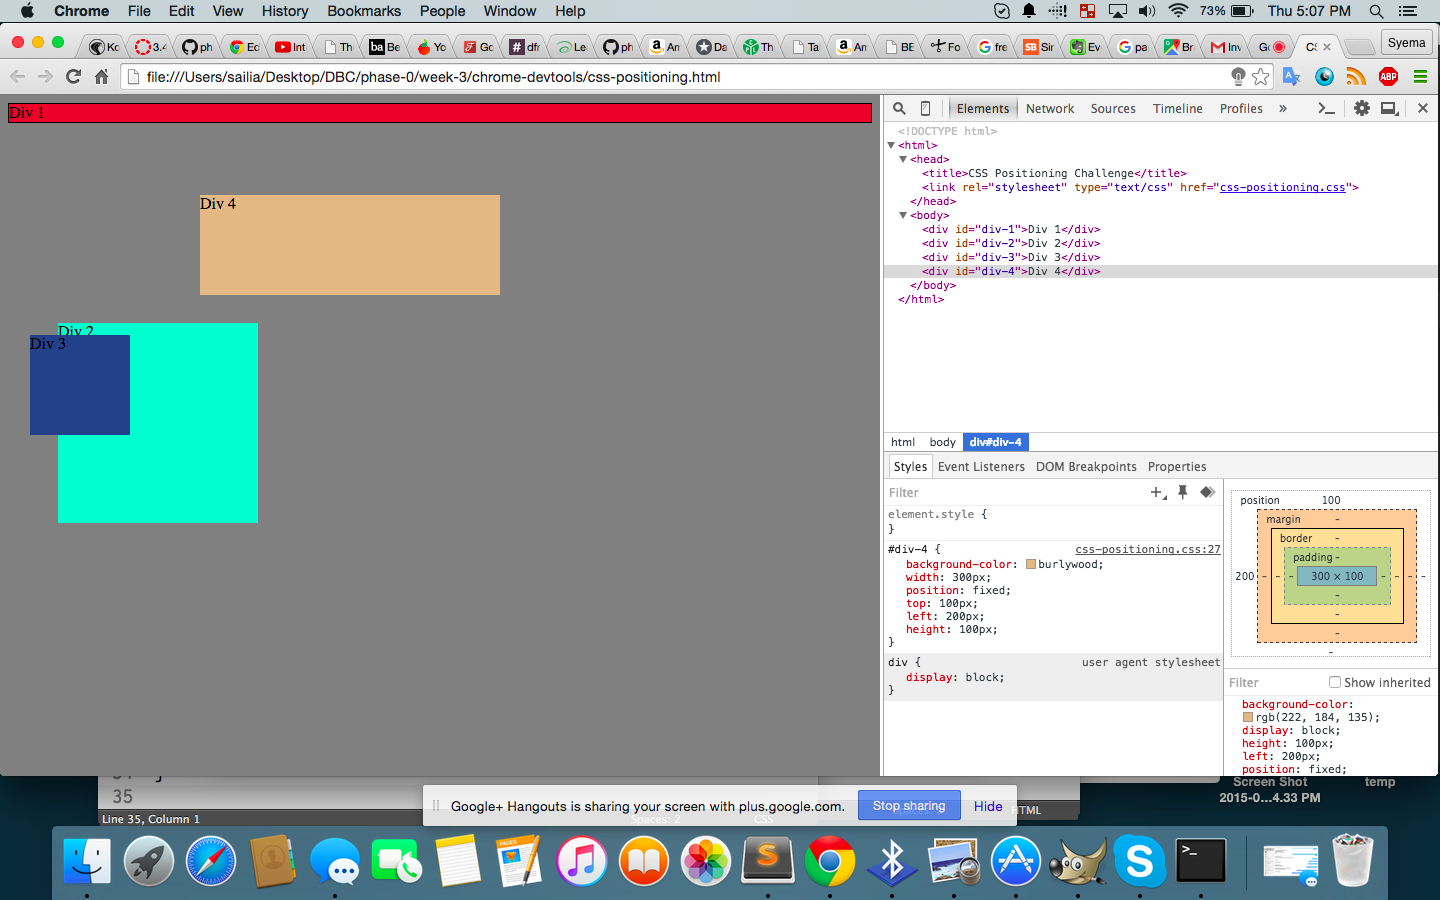 Chrome File Edit View History Bookmarks People Window Help 73% Thu 5:07 PM
Kc 3.4 ph Ec Int Th ba Be Yo Go # dfr Le ph An Da Th Ta An BE Fo fre SB Sir Ev pa Br Inv Go CS × Syema
file:///Users/sailia/Desktop/DBC/phase-0/week-3/chrome-devtools/css-positioning.html ABP
Div 1
Div 4
Div 2
Div 3
Elements Network Sources Timeline Profiles »
<!DOCTYPE html>
<html>
<head>
<title>CSS Positioning Challenge</title>
<link rel="stylesheet" type="text/css" href="css-positioning.css">
</head>
<body>
<div id="div-1">Div 1</div>
<div id="div-2">Div 2</div>
<div id="div-3">Div 3</div>
<div id="div-4">Div 4</div>
</body>
</html>
html body div#div-4
Styles Event Listeners DOM Breakpoints Properties
Filter
element.style {
}
#div-4 { css-positioning.css:27
background-color: burlywood;
width: 300px;
position: fixed;
top: 100px;
left: 200px;
height: 100px;
}
div { user agent stylesheet
display: block;
}
position 100
margin -
border -
padding -
200 - - - 300 × 100 - - - -
-
-
-
-
Filter Show inherited
background-color:
rgb(222, 184, 135);
display: block;
height: 100px;
left: 200px;
position: fixed;
35
Line 35, Column 1
Spaces: 2 CSS
HTML
Google+ Hangouts is sharing your screen with plus.google.com. Stop sharing Hide
Screen Shot
2015-0...4.33 PM
temp
PAGES
S
>_